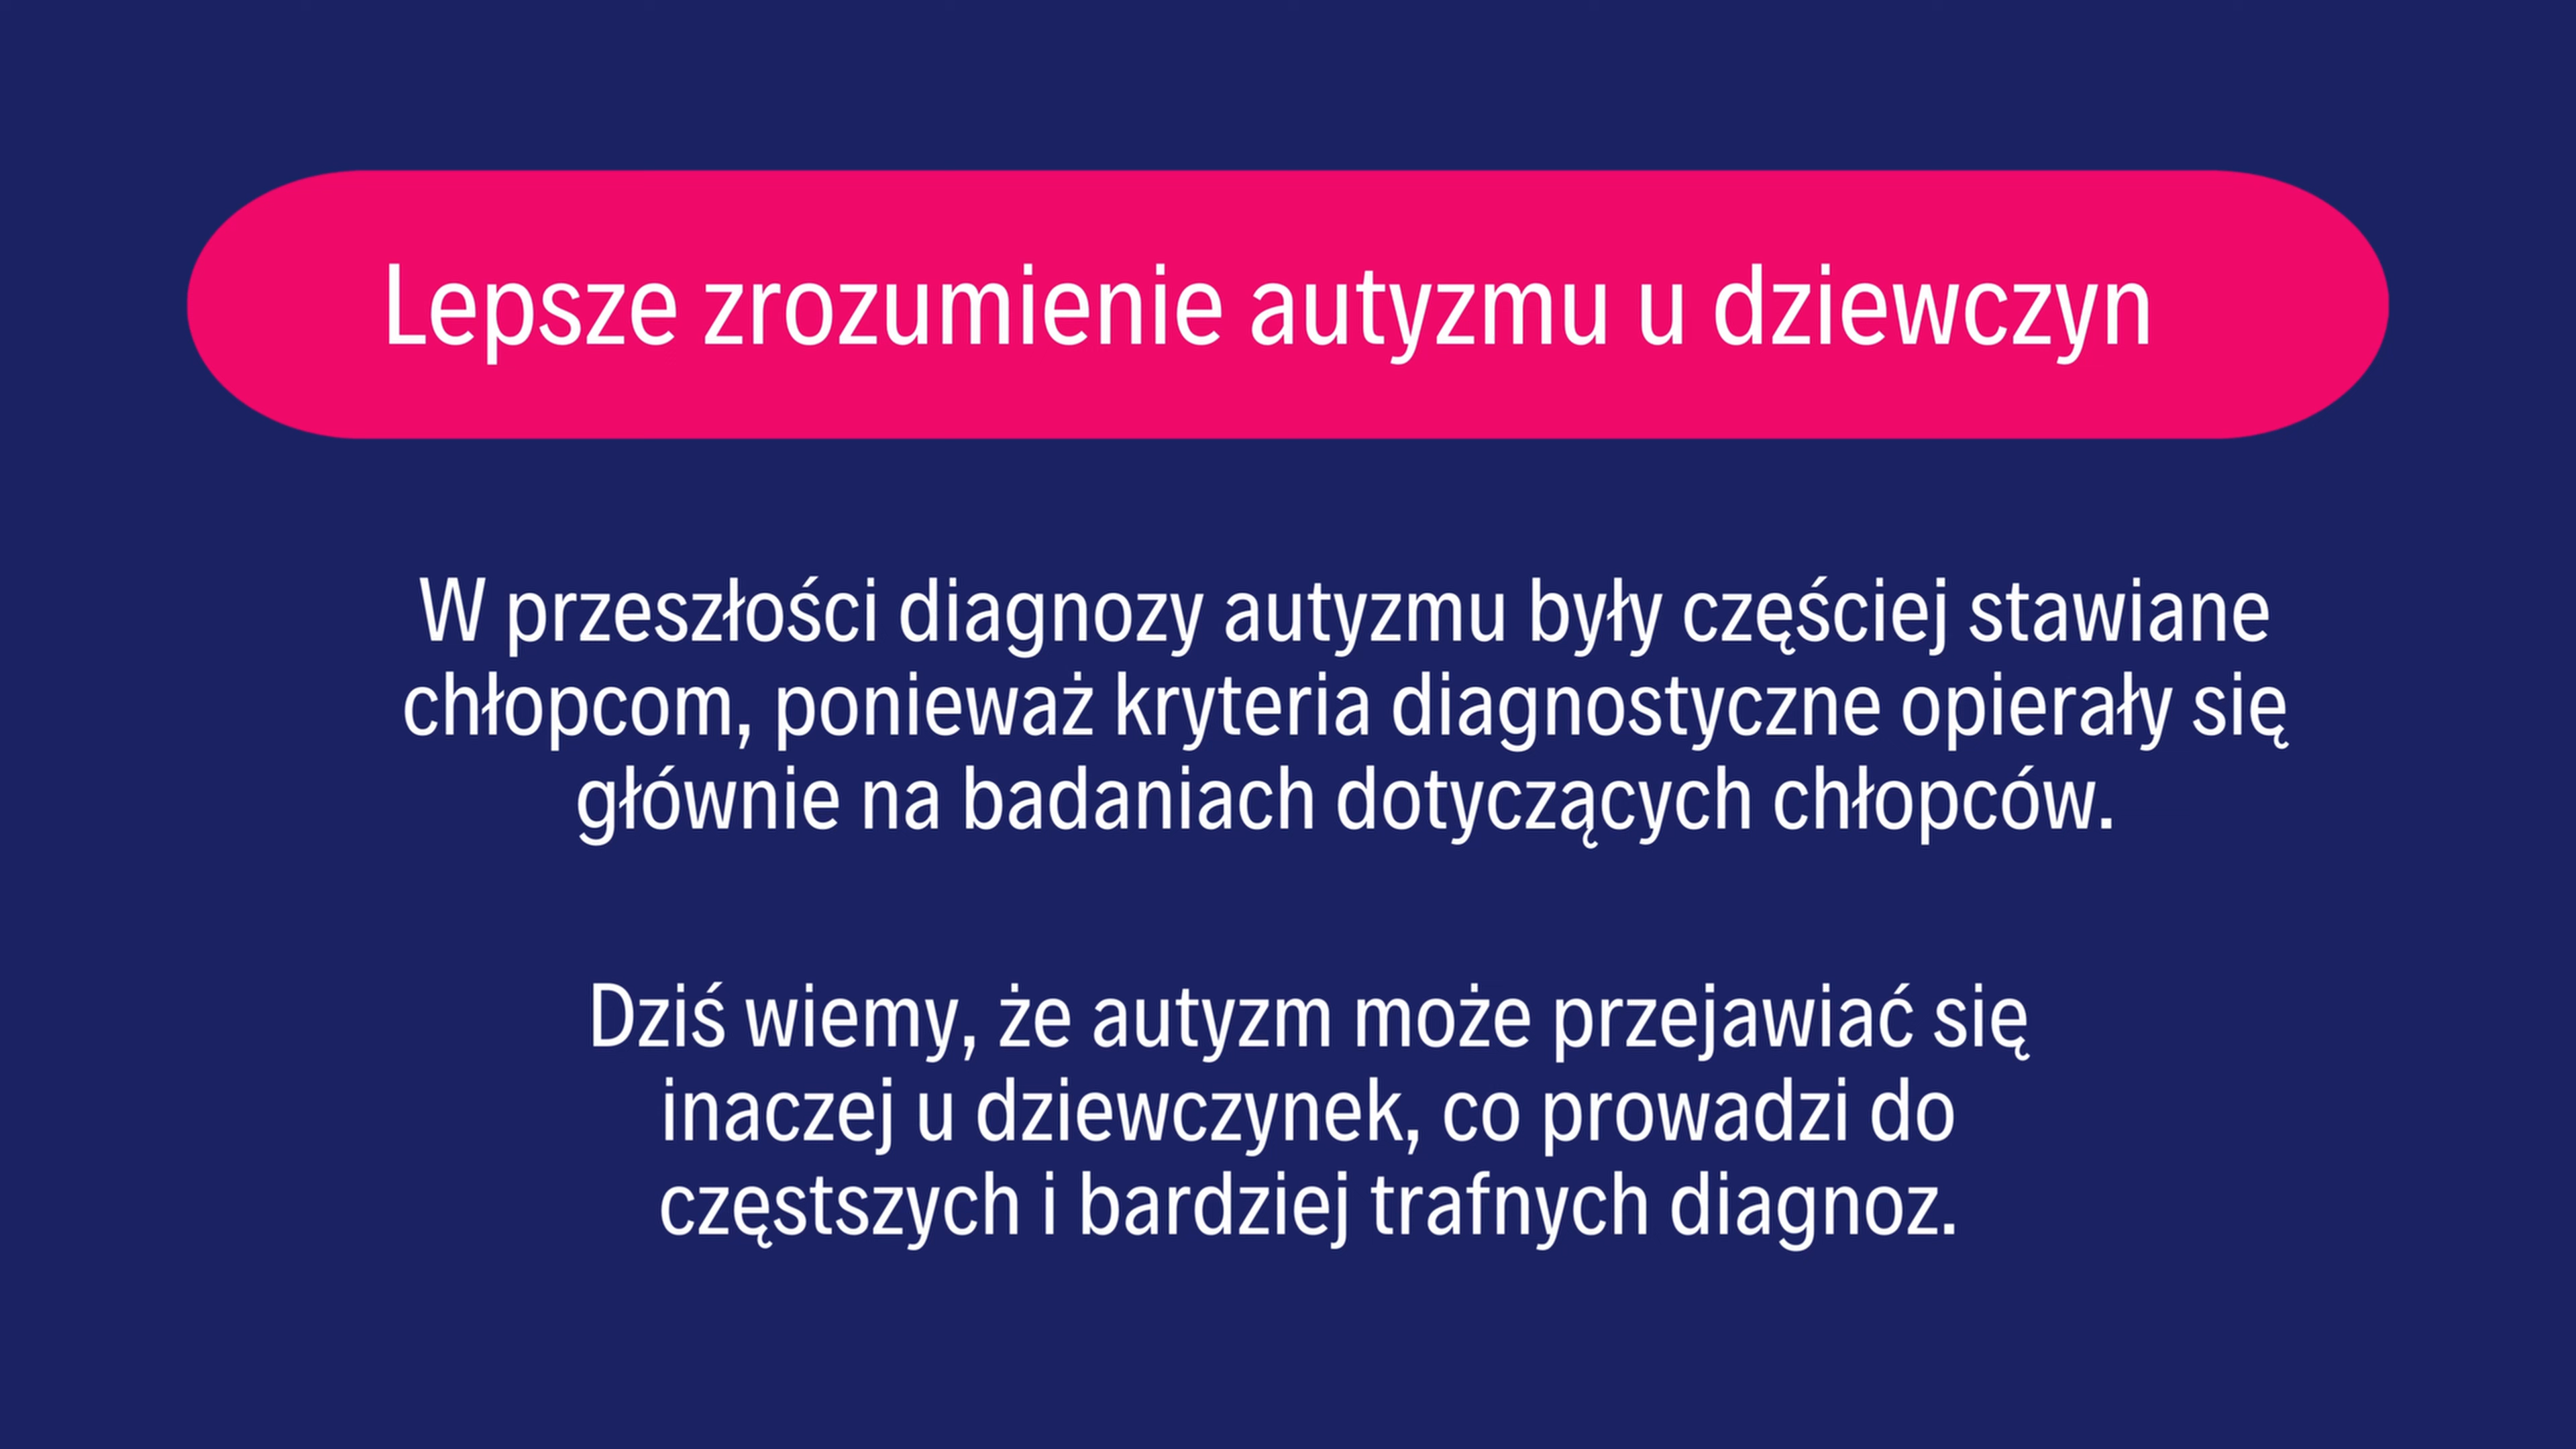 Lepsze zrozumienie autyzmu u dziewczyn
W przeszłości diagnozy autyzmu były częściej stawiane
chłopcom, ponieważ kryteria diagnostyczne opierały się
głównie na badaniach dotyczących chłopców.
Dziś wiemy, że autyzm może przejawiać się
inaczej u dziewczynek, co prowadzi do
częstszych i bardziej trafnych diagnoz.